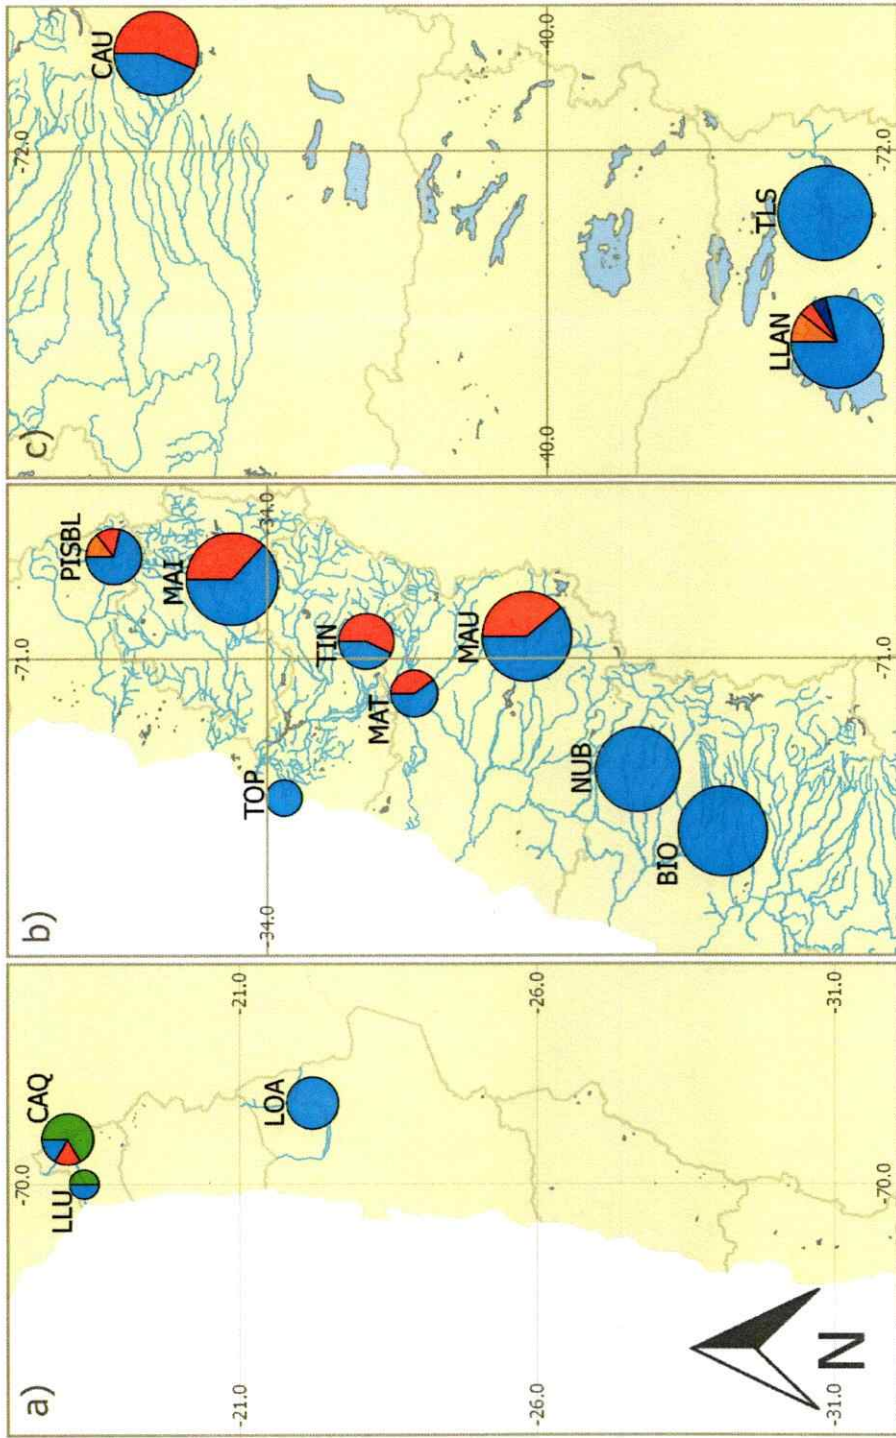 a)
-70.0
-21.0
-21.0
-26.0
-26.0
-31.0
-31.0
-70.0
LLU
CAQ
LOA
N
b)
-71.0
-34.0
34.0
-71.0
PISBL
MAI
TOP
TIN
MAT
MAU
NUB
BIO
c)
-72.0
-40.0
-40.0
-72.0
CAU
LLAN
TLS